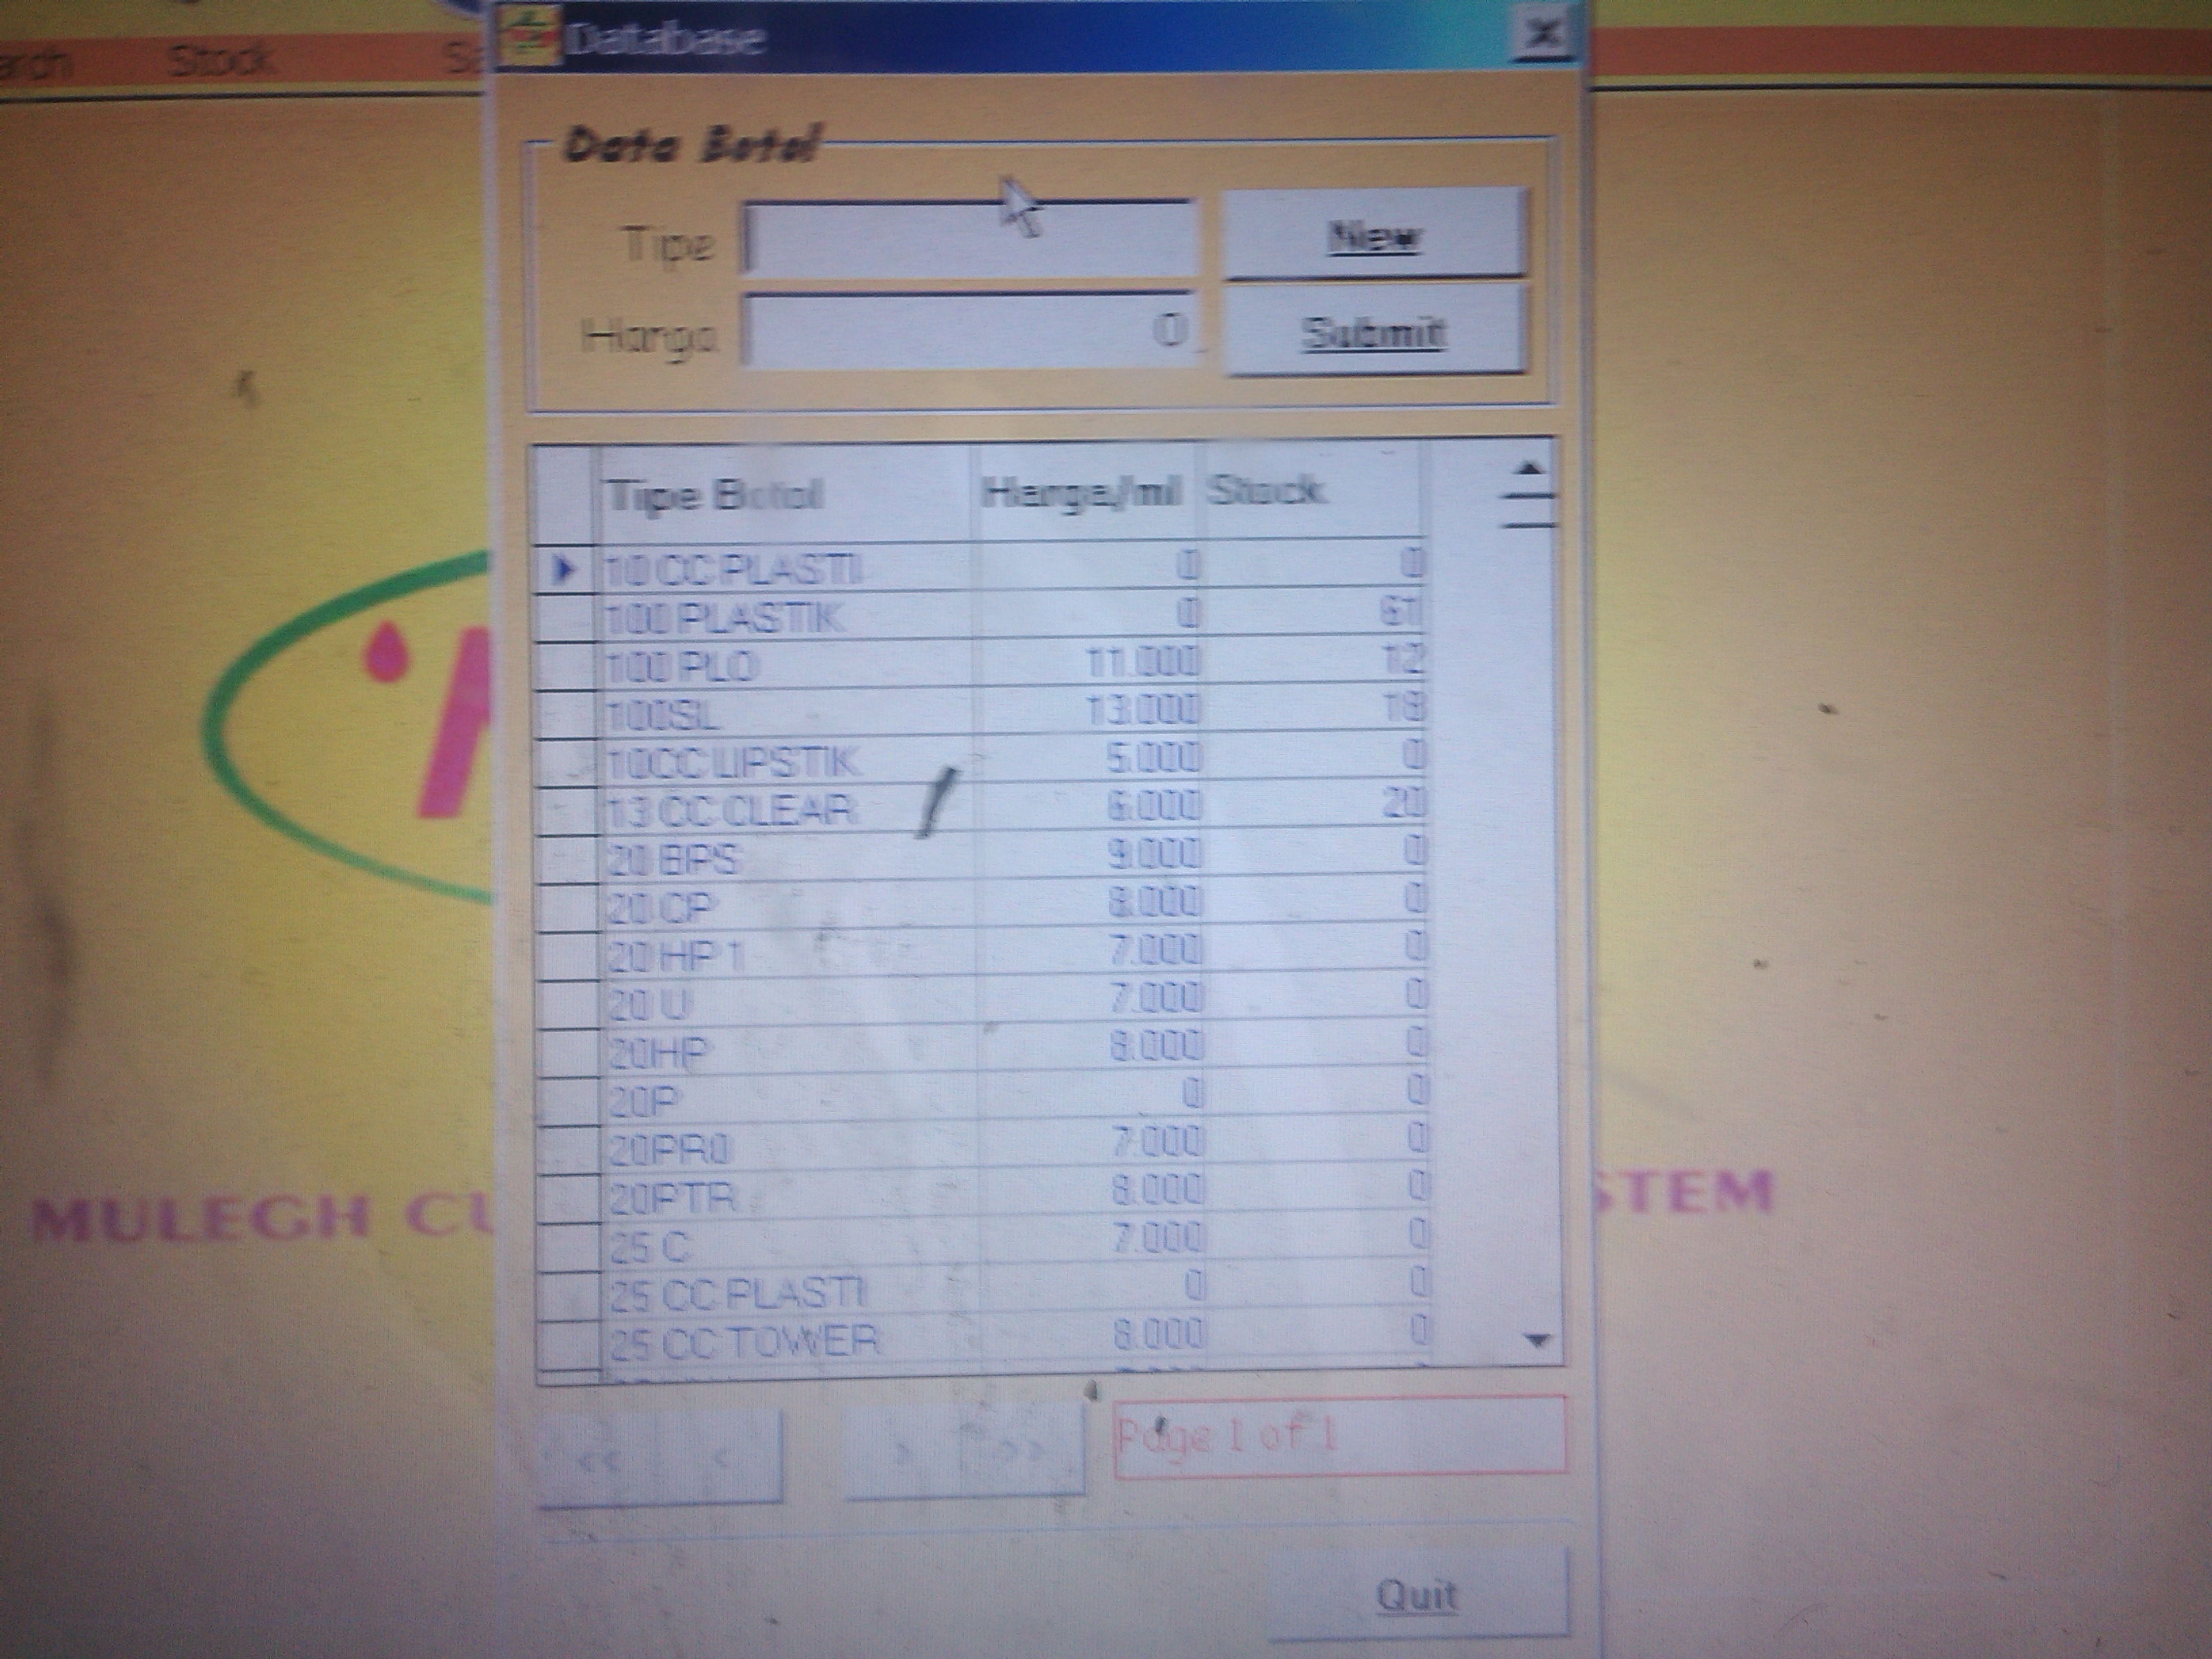 Stock
Database
Data Botol
Tipe
New
Harga 0
Submit
Tipe Botol Harga/ml Stock
10 CC PLASTI 0 0
100 PLASTIK 0 61
100 PLO 11.000 12
100SL 13.000 18
10CC LIPSTIK 5.000 0
13 CC CLEAR 6.000 20
20 BPS 9.000 0
20 CP 8.000 0
20 HP 1 7.000 0
20 U 7.000 0
20HP 8.000 0
20P 0 0
20PRO 7.000 0
20PTR 8.000 0
25 C 7.000 0
25 CC PLASTI 0 0
25 CC TOWER 8.000 0
<< < > >> Page 1 of 1
MULEGH
STEM
Quit